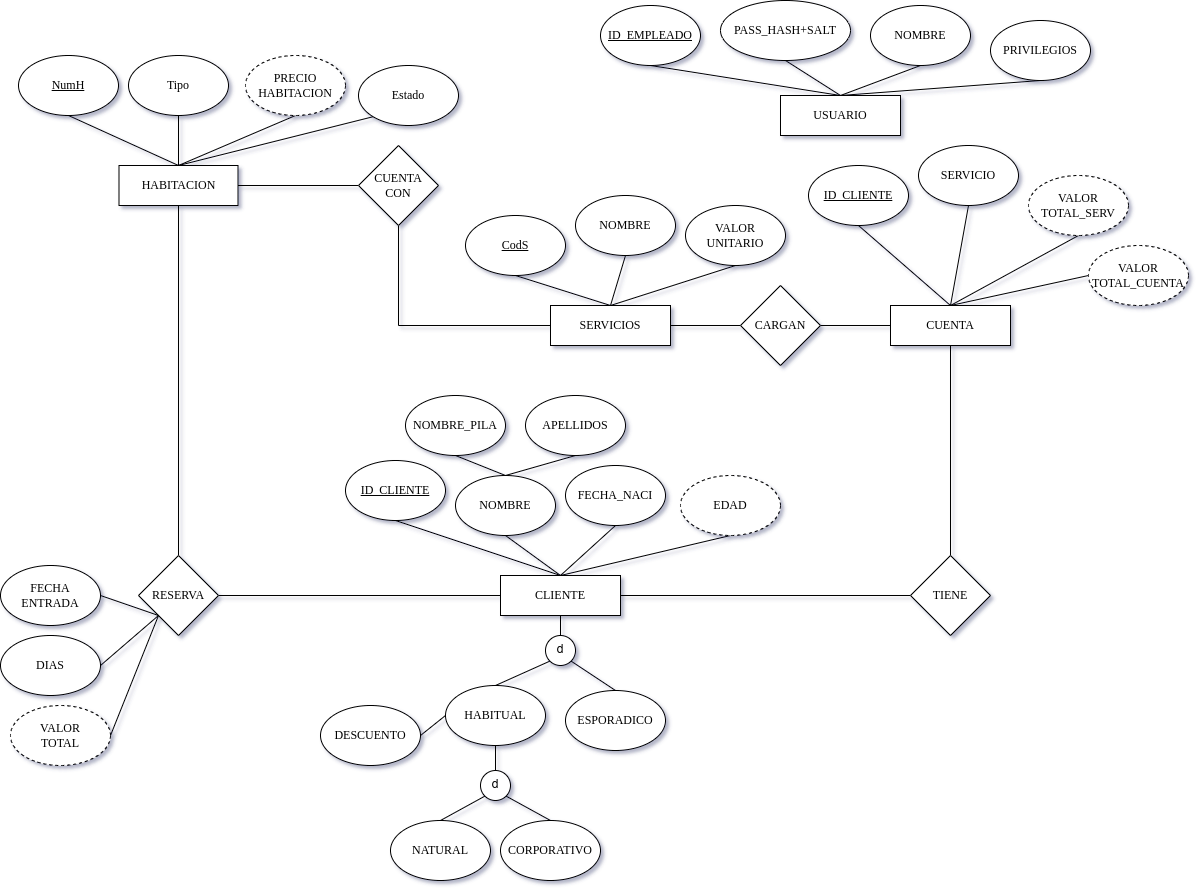 ID_EMPLEADO
PASS_HASH+SALT
NOMBRE
PRIVILEGIOS
USUARIO
NumH
Tipo
PRECIO
HABITACION
Estado
HABITACION
CUENTA
CON
ID_CLIENTE
SERVICIO
VALOR
TOTAL_SERV
VALOR
TOTAL_CUENTA
CodS
NOMBRE
VALOR
UNITARIO
SERVICIOS
CARGAN
CUENTA
NOMBRE_PILA
APELLIDOS
ID_CLIENTE
NOMBRE
FECHA_NACI
EDAD
FECHA
ENTRADA
RESERVA
CLIENTE
TIENE
DIAS
d
VALOR
TOTAL
DESCUENTO
HABITUAL
ESPORADICO
d
NATURAL
CORPORATIVO